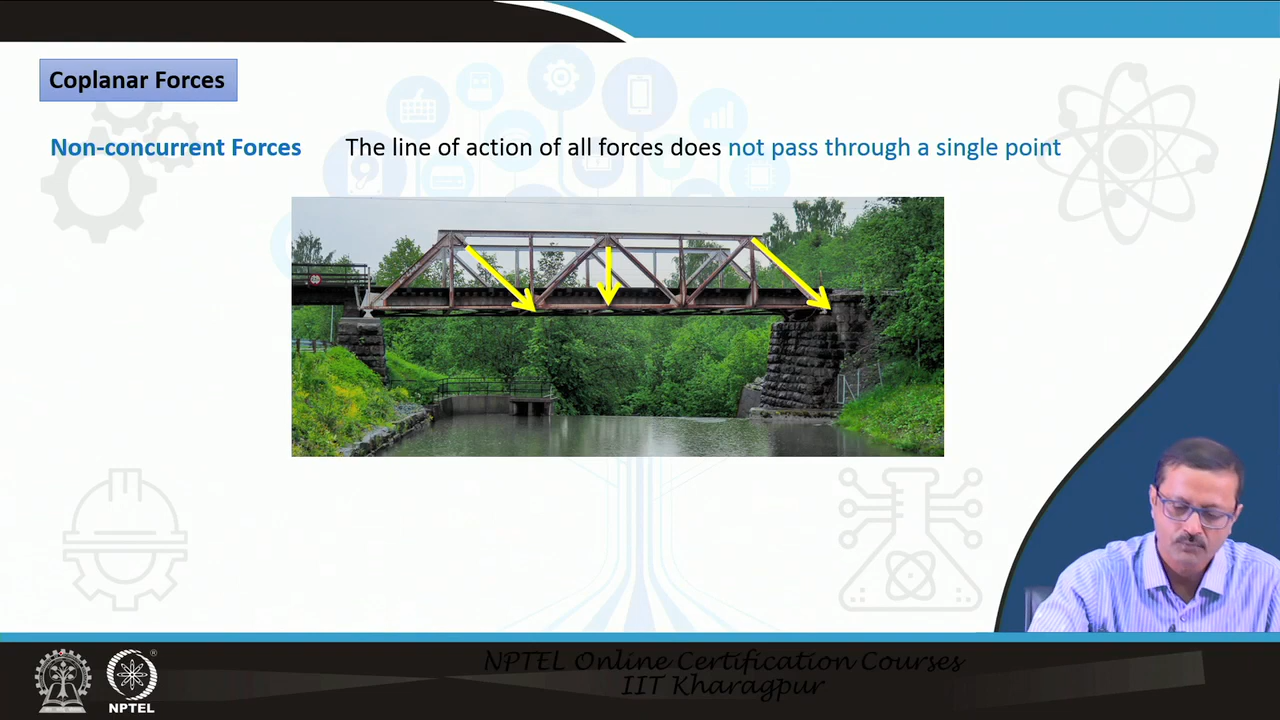 Coplanar Forces
Non-concurrent Forces The line of action of all forces does not pass through a single point
NPTEL Online Certification Courses
IIT Kharagpur
NPTEL